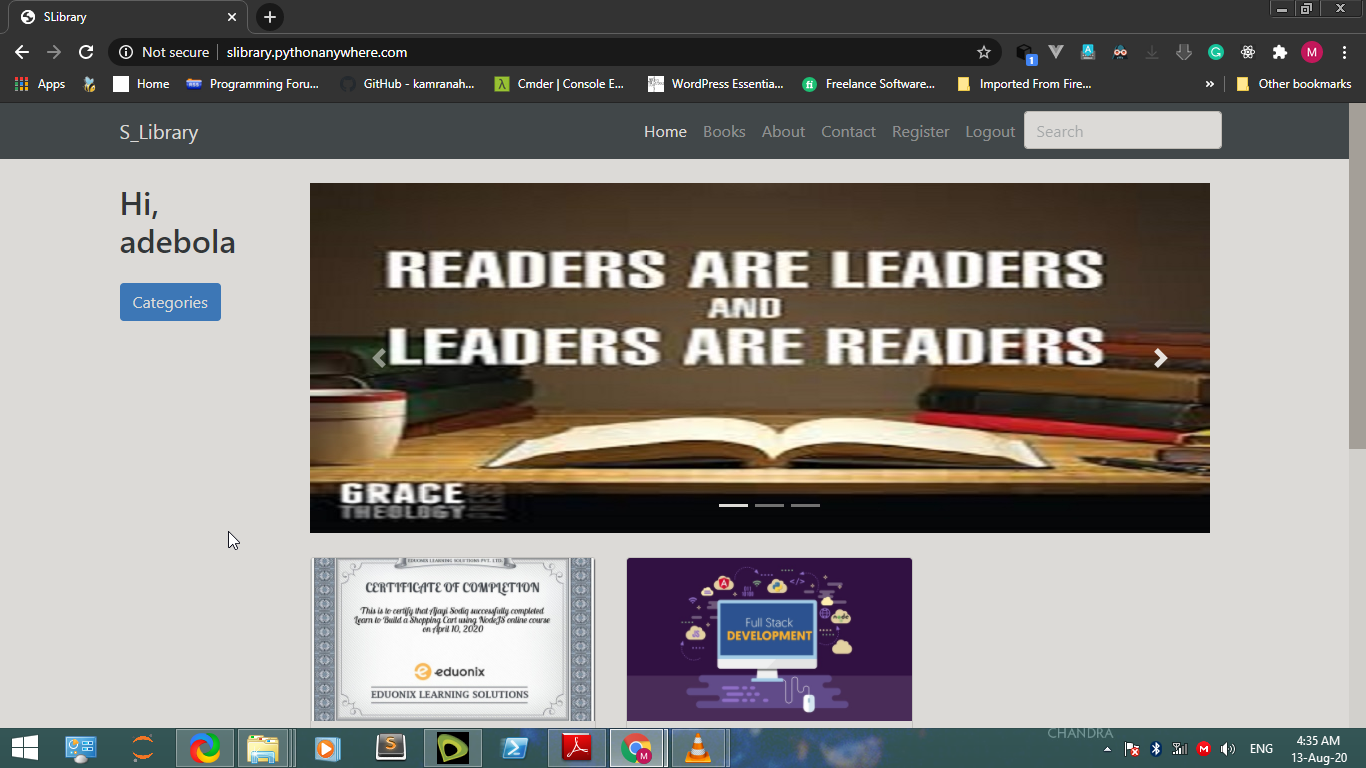 SLibrary
Not secure
slibrary.pythonanywhere.com
1
M
Apps
Home
Programming Foru...
GitHub - kamranah...
Cmder | Console E...
WordPress Essentia...
Freelance Software...
Imported From Fire...
»
Other bookmarks
S_Library
Home
Books
About
Contact
Register
Logout
Search
Hi,
adebola
Categories
READERS ARE LEADERS
AND
LEADERS ARE READERS
GRACE
THEOLOGY
EDUONIX LEARNING SOLUTIONS PVT. LTD
CERTIFICATE OF COMPLETION
This is to certify that Ajayi Sodiq successfully completed
Learn to Build a Shopping Cart using NodeJS online course
on April 10, 2020
eduonix
EDUONIX LEARNING SOLUTIONS
Full Stack
DEVELOPMENT
CHANDRA
ENG
4:35 AM
13-Aug-20